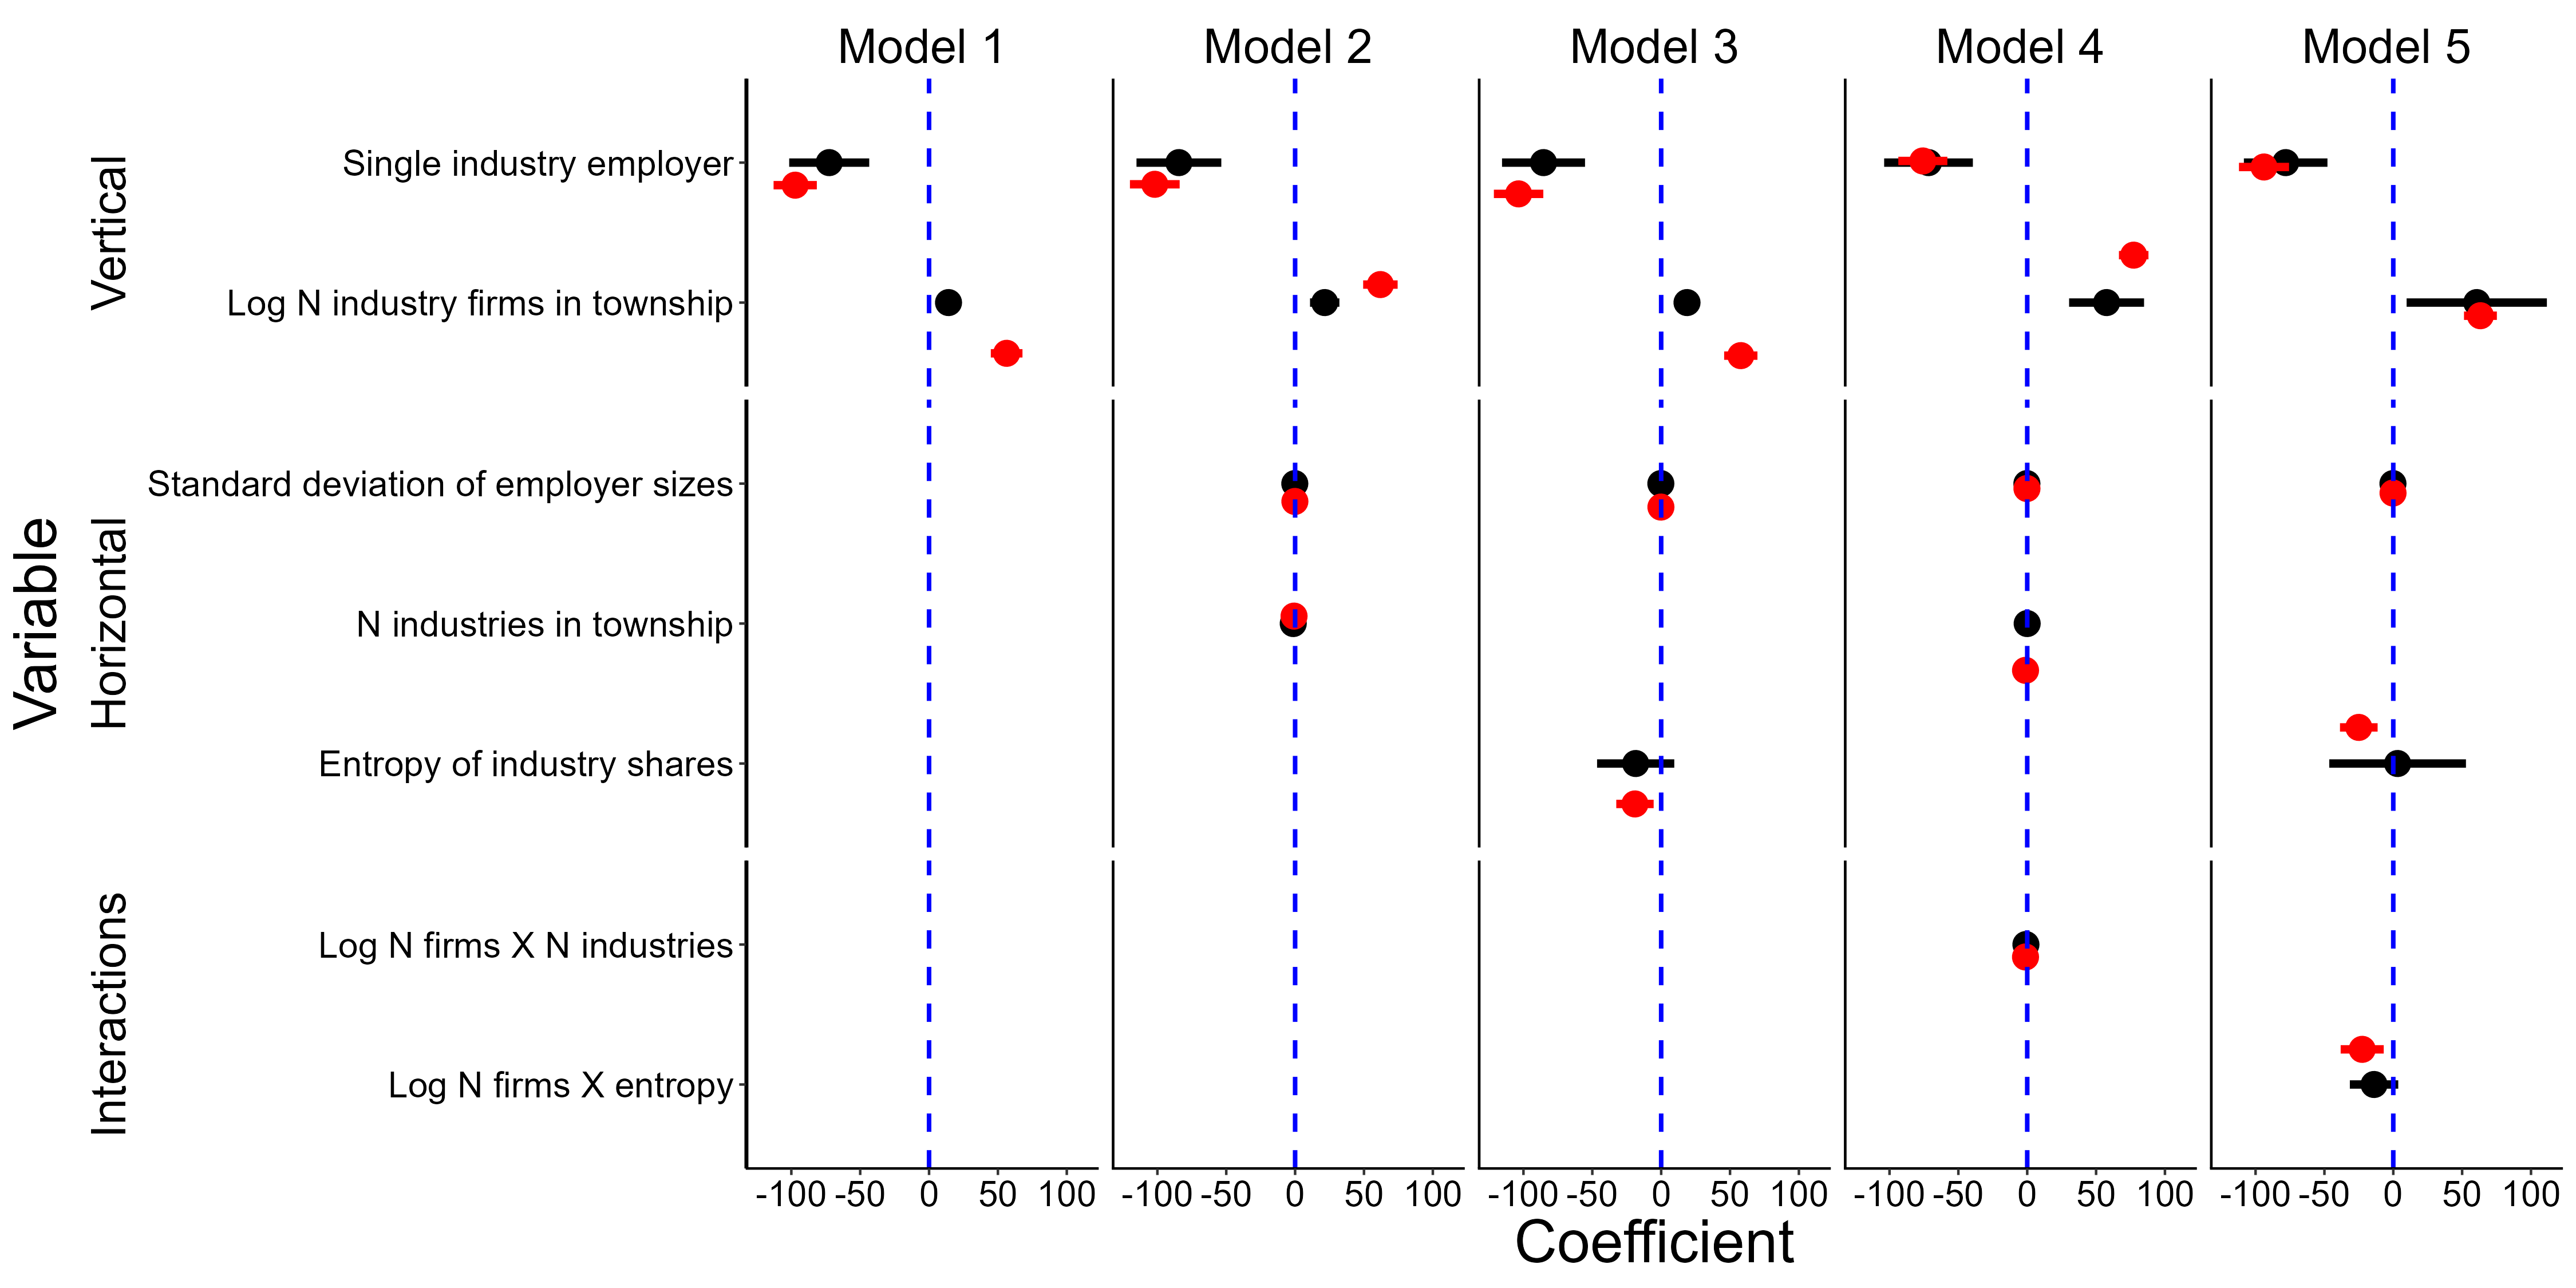 Model 1 Model 2 Model 3 Model 4 Model 5
Variable
Vertical
Single industry employer
Log N industry firms in township
Horizontal
Standard deviation of employer sizes
N industries in township
Entropy of industry shares
Interactions
Log N firms X N industries
Log N firms X entropy
-100 -50 0 50 100 -100 -50 0 50 100 -100 -50 0 50 100 -100 -50 0 50 100 -100 -50 0 50 100
Coefficient